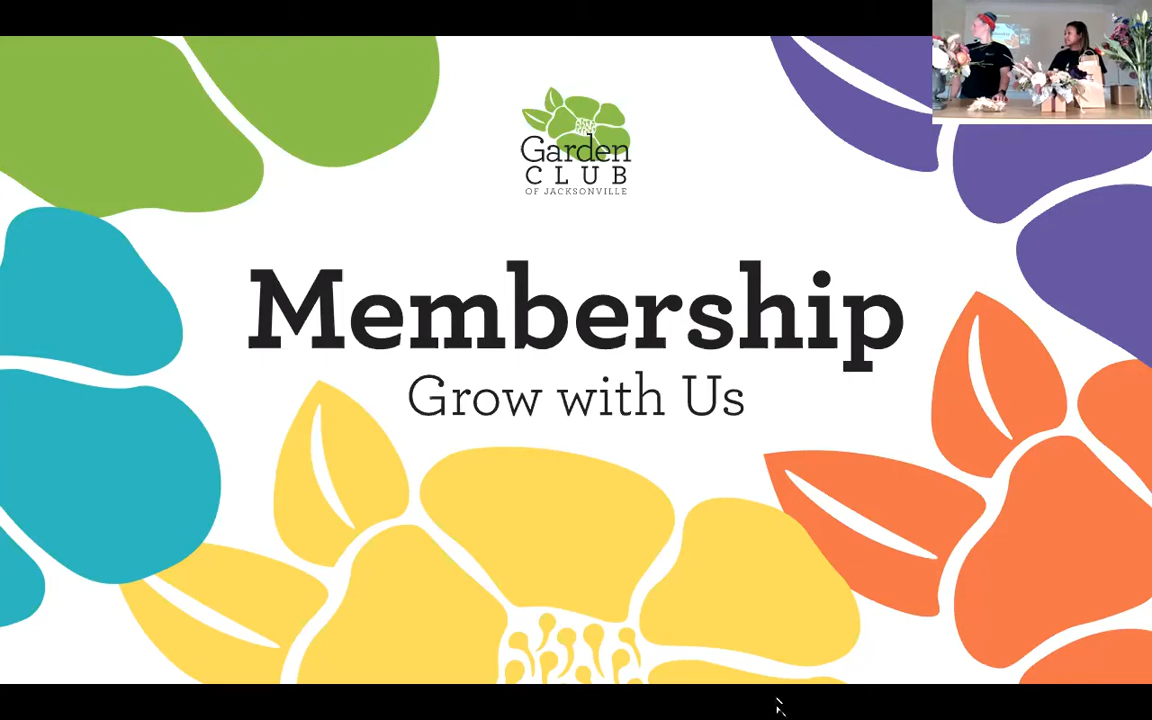 Garden
CLUB
OF JACKSONVILLE
Membership
Grow with Us